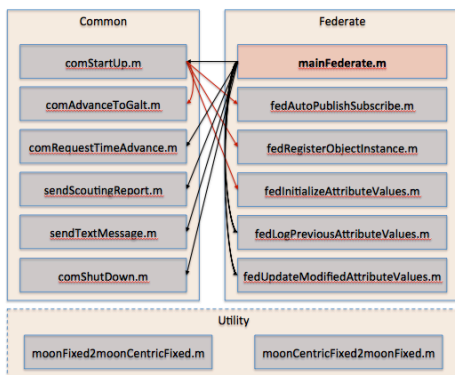 Common
comStartUp.m
comAdvanceToGalt.m
comRequestTimeAdvance.m
sendScoutingReport.m
sendTextMessage.m
comShutDown.m
Federate
mainFederate.m
fedAutoPublishSubscribe.m
fedRegisterObjectInstance.m
fedInitializeAttributeValues.m
fedLogPreviousAttributeValues.m
fedUpdateModifiedAttributeValues.m
Utility
moonFixed2moonCentricFixed.m
moonCentricFixed2moonFixed.m